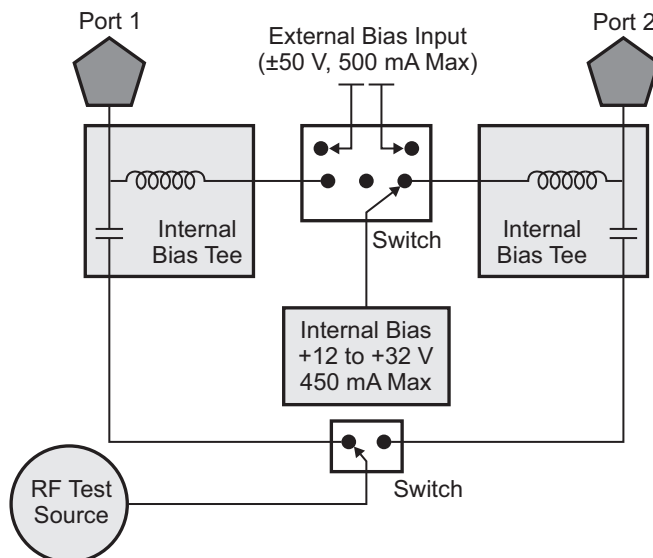 Port 1
Port 2
External Bias Input
(±50 V, 500 mA Max)
Internal
Bias Tee
Switch
Internal
Bias Tee
Internal Bias
+12 to +32 V
450 mA Max
RF Test
Source
Switch